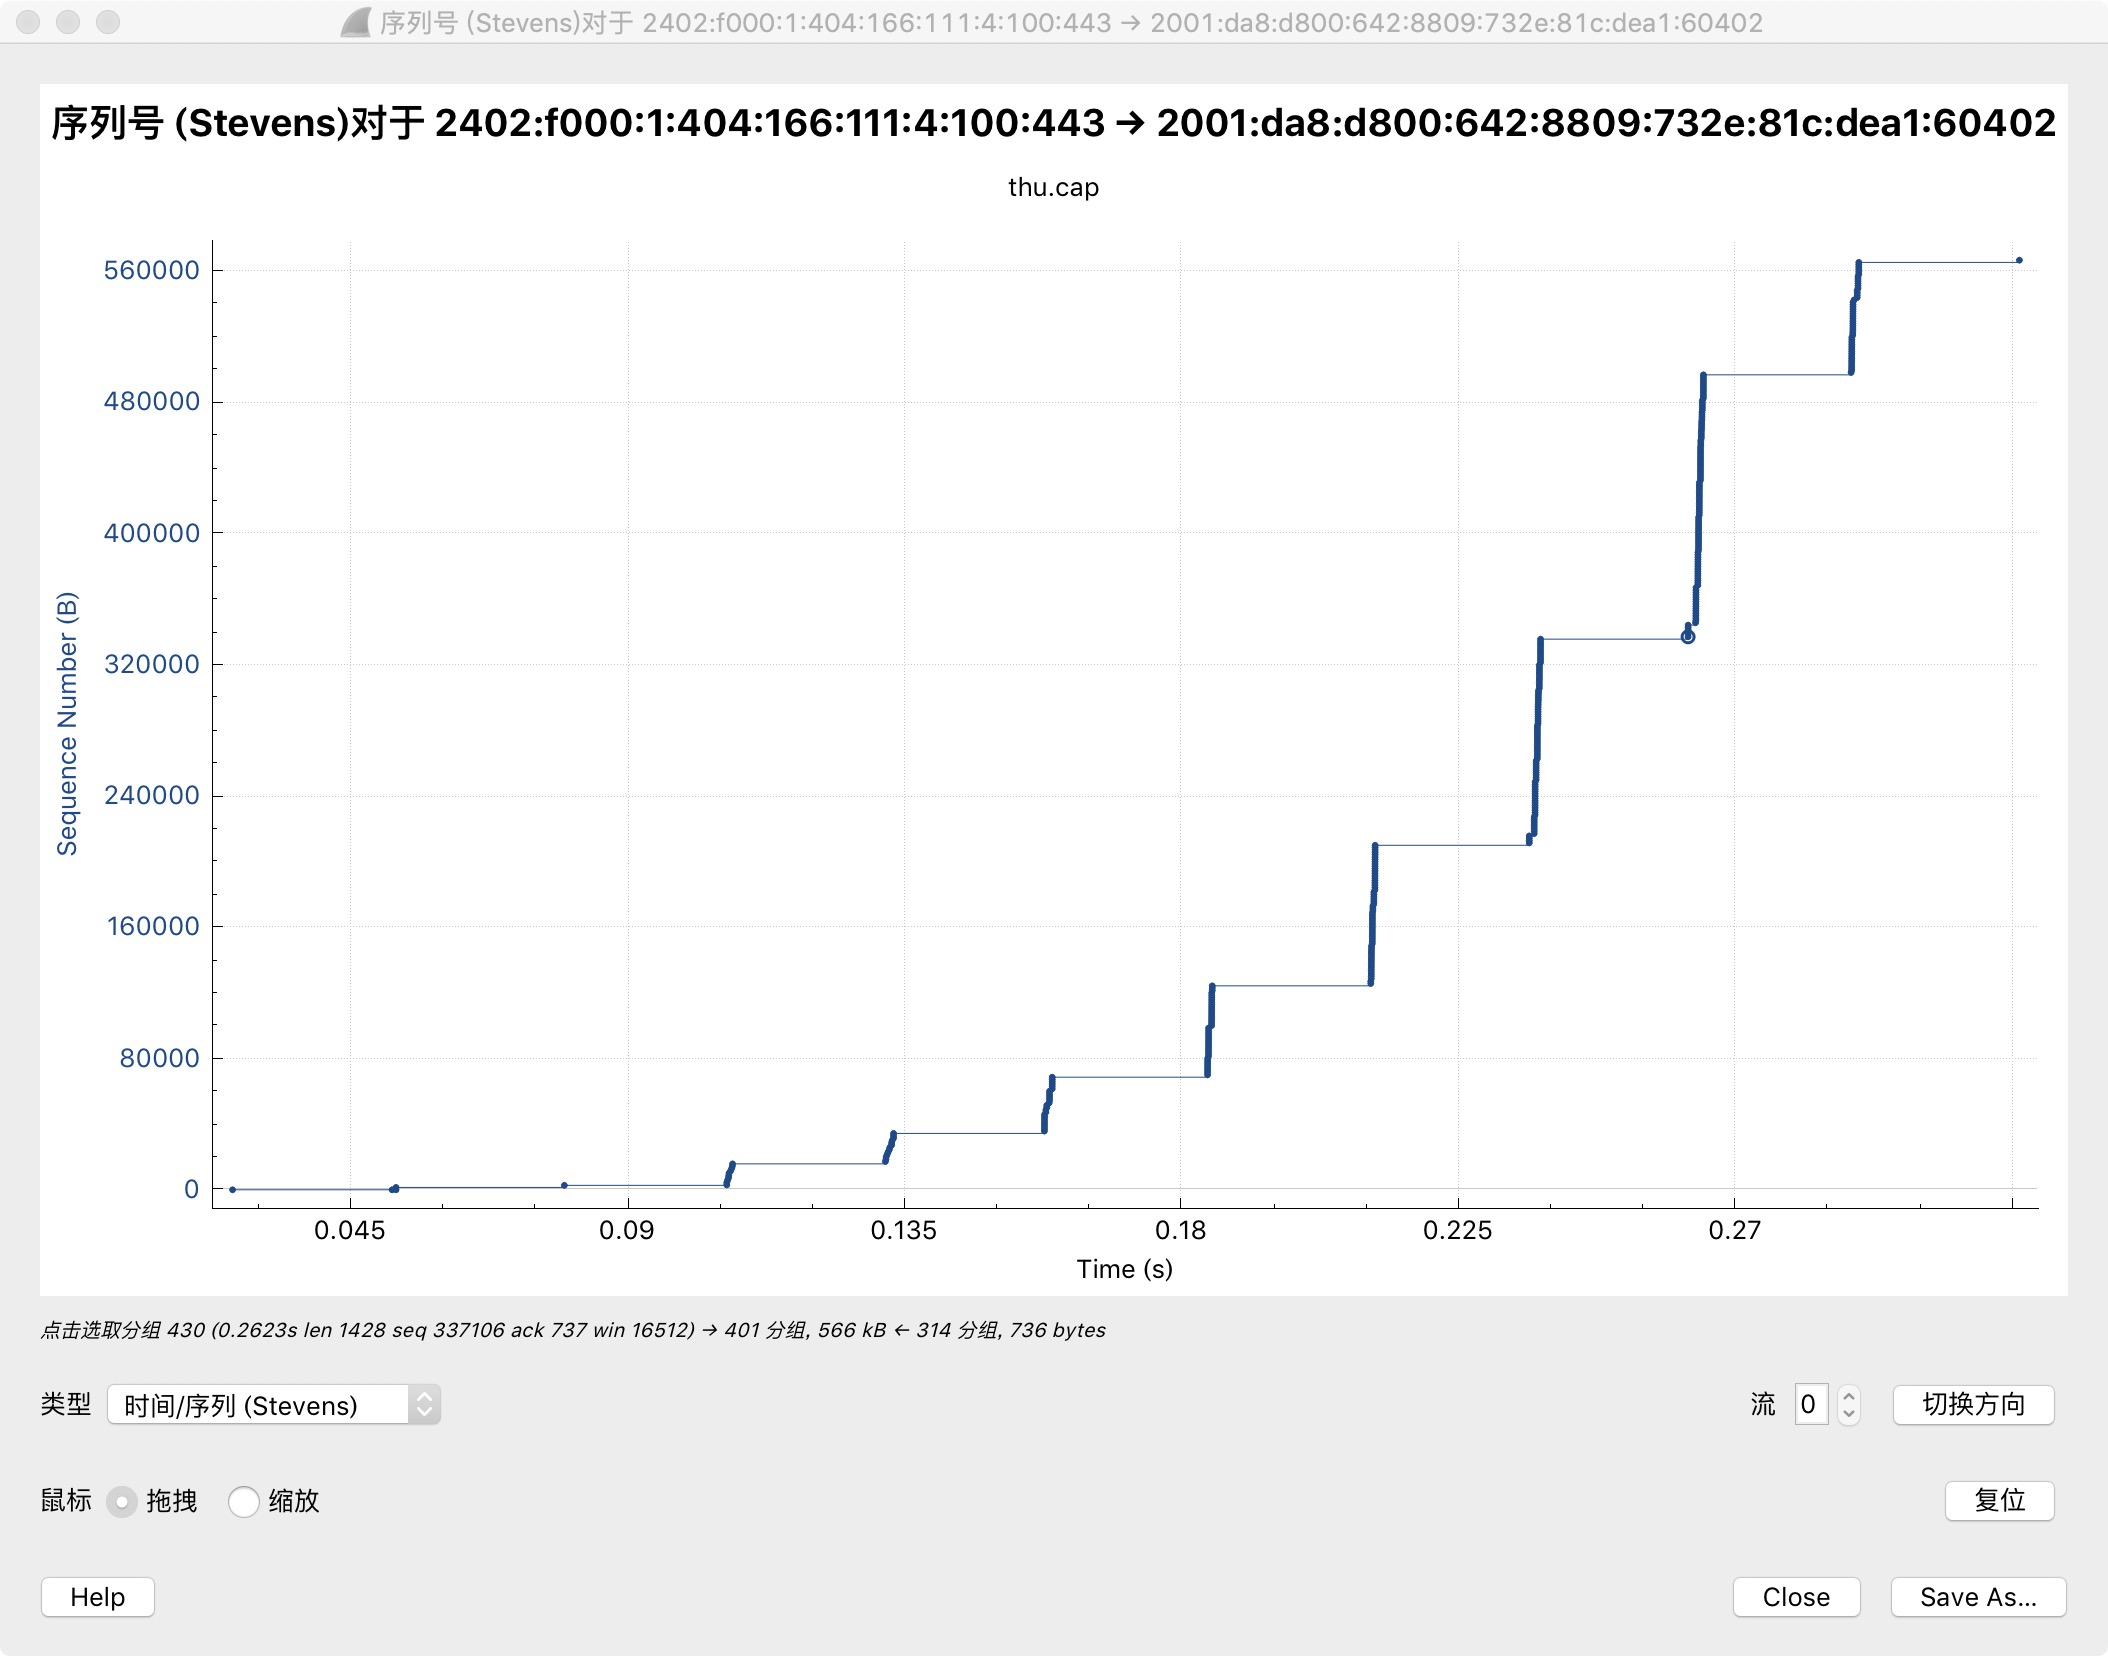 序列号 (Stevens)对于 2402:f000:1:404:166:111:4:100:443 → 2001:da8:d800:642:8809:732e:81c:dea1:60402
序列号 (Stevens)对于 2402:f000:1:404:166:111:4:100:443 → 2001:da8:d800:642:8809:732e:81c:dea1:60402
thu.cap
560000
480000
400000
320000
240000
160000
80000
0
Sequence Number (B)
0.045 0.09 0.135 0.18 0.225 0.27
Time (s)
点击选取分组 430 (0.2623s len 1428 seq 337106 ack 737 win 16512) → 401 分组, 566 kB ← 314 分组, 736 bytes
类型 时间/序列 (Stevens) 流 0 切换方向
鼠标 拖拽 缩放 复位
Help Close Save As...